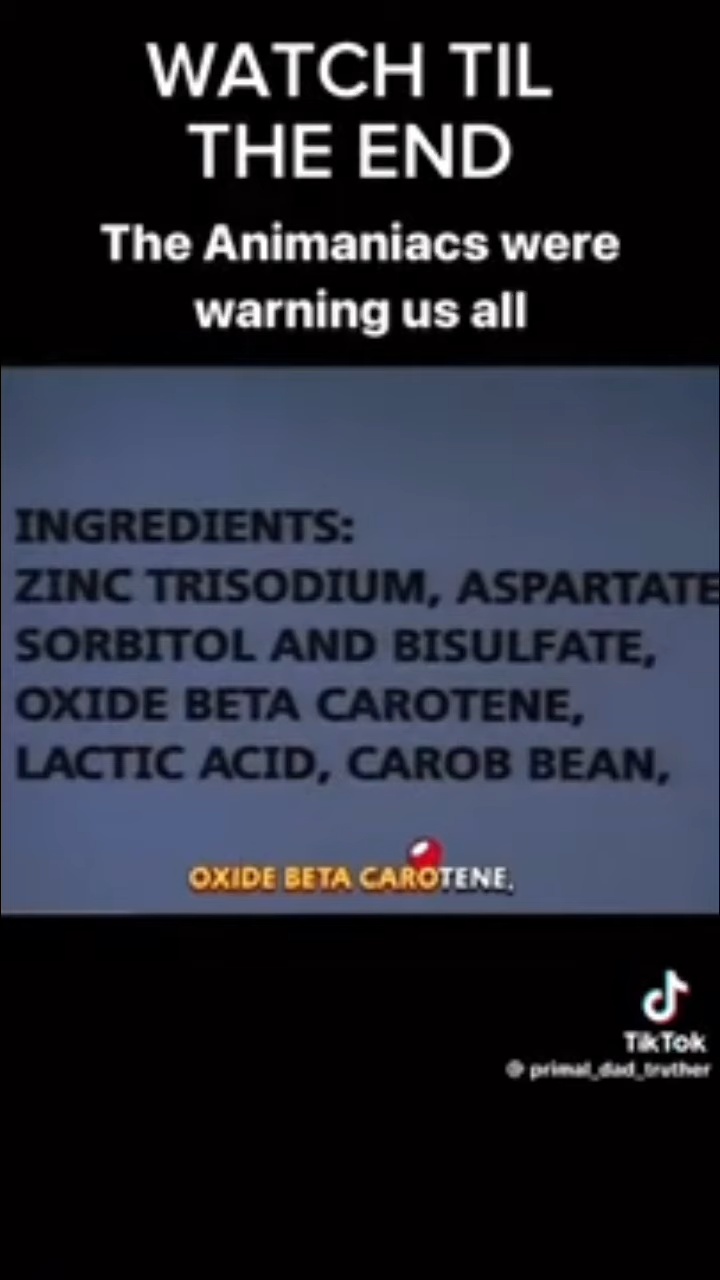 WATCH TIL
THE END
The Animaniacs were
warning us all
INGREDIENTS:
ZINC TRISODIUM, ASPARTATE
SORBITOL AND BISULFATE,
OXIDE BETA CAROTENE,
LACTIC ACID, CAROB BEAN,
OXIDE BETA CAROTENE,
TikTok
@ primal_dad_truther